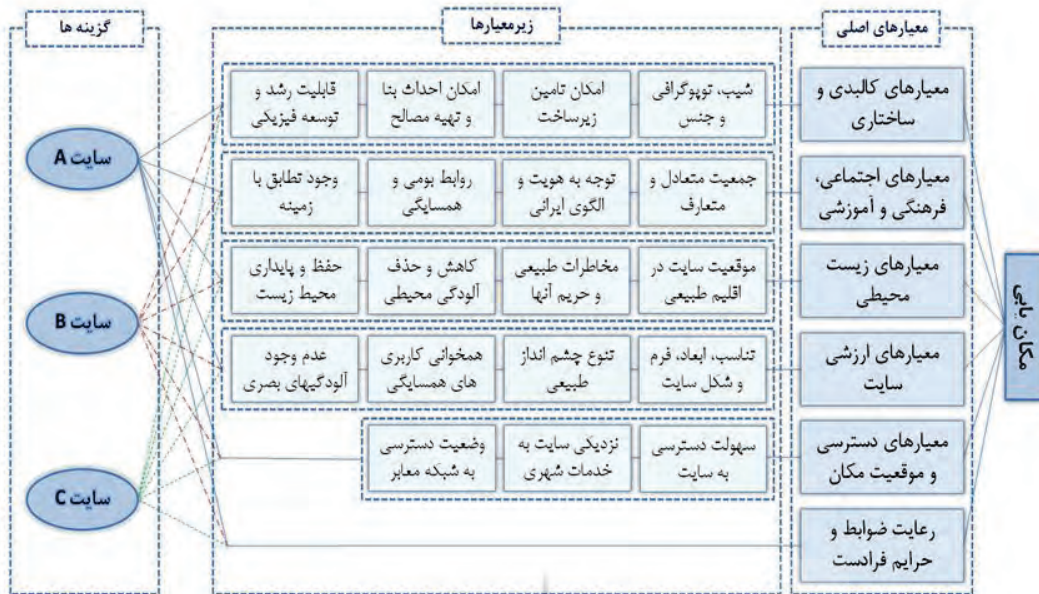 معیارهای اصلی
زیرمعیارها
گزینه ها
مکان یابی
معیارهای کالبدی و
ساختاری
شیب، توپوگرافی
و جنس
امکان تامین
زیرساخت
امکان احداث بنا
و تهیه مصالح
قابلیت رشد و
توسعه فیزیکی
معیارهای اجتماعی،
فرهنگی و آموزشی
جمعیت متعادل و
متعارف
توجه به هویت و
الگوی ایرانی
روابط بومی و
همسایگی
وجود تطابق با
زمینه
معیارهای زیست
محیطی
موقعیت سایت در
اقلیم طبیعی
مخاطرات طبیعی
و حریم آنها
کاهش و حذف
آلودگی محیطی
حفظ و پایداری
محیط زیست
معیارهای ارزشی
سایت
تناسب، ابعاد، فرم
و شکل سایت
تنوع چشم انداز
طبیعی
همخوانی کاربری
های همسایگی
عدم وجود
آلودگیهای بصری
معیارهای دسترسی
و موقعیت مکان
سهولت دسترسی
به سایت
نزدیکی سایت به
خدمات شهری
وضعیت دسترسی
به شبکه معابر
رعایت ضوابط و
حرایم فرادست
سایت A
سایت B
سایت C